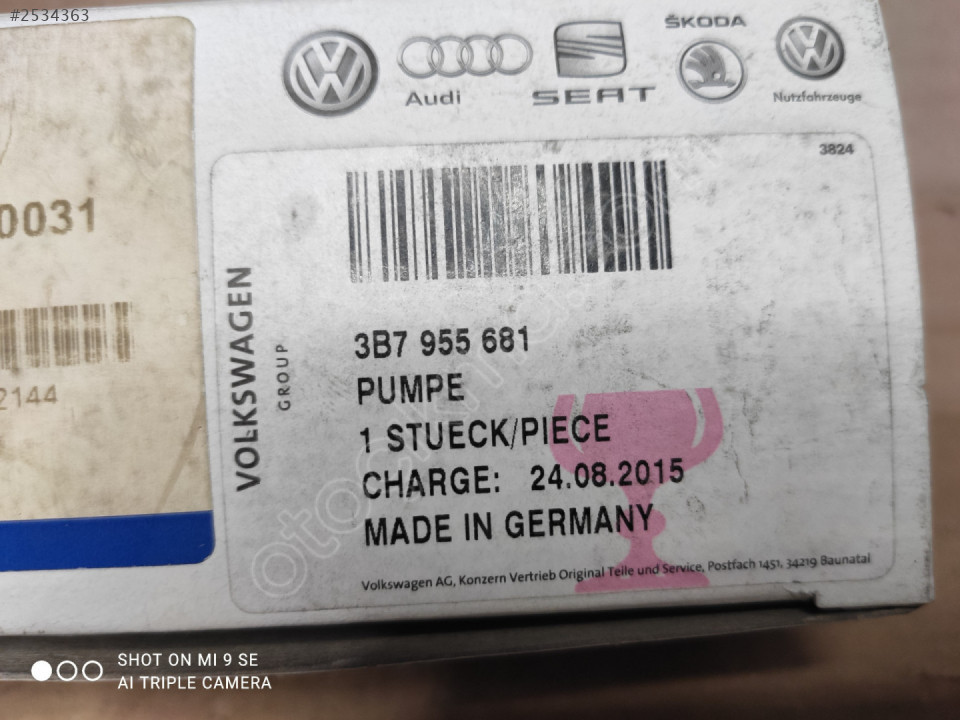 #2534363
Audi
SEAT
ŠKODA
Nutzfahrzeuge
3824
0031
2144
VOLKSWAGEN
GROUP
3B7 955 681
PUMPE
1 STUECK/PIECE
CHARGE: 24.08.2015
MADE IN GERMANY
Volkswagen AG, Konzern Vertrieb Original Teile und Service, Postfach 1451, 34219 Baunatal
SHOT ON MI 9 SE
AI TRIPLE CAMERA